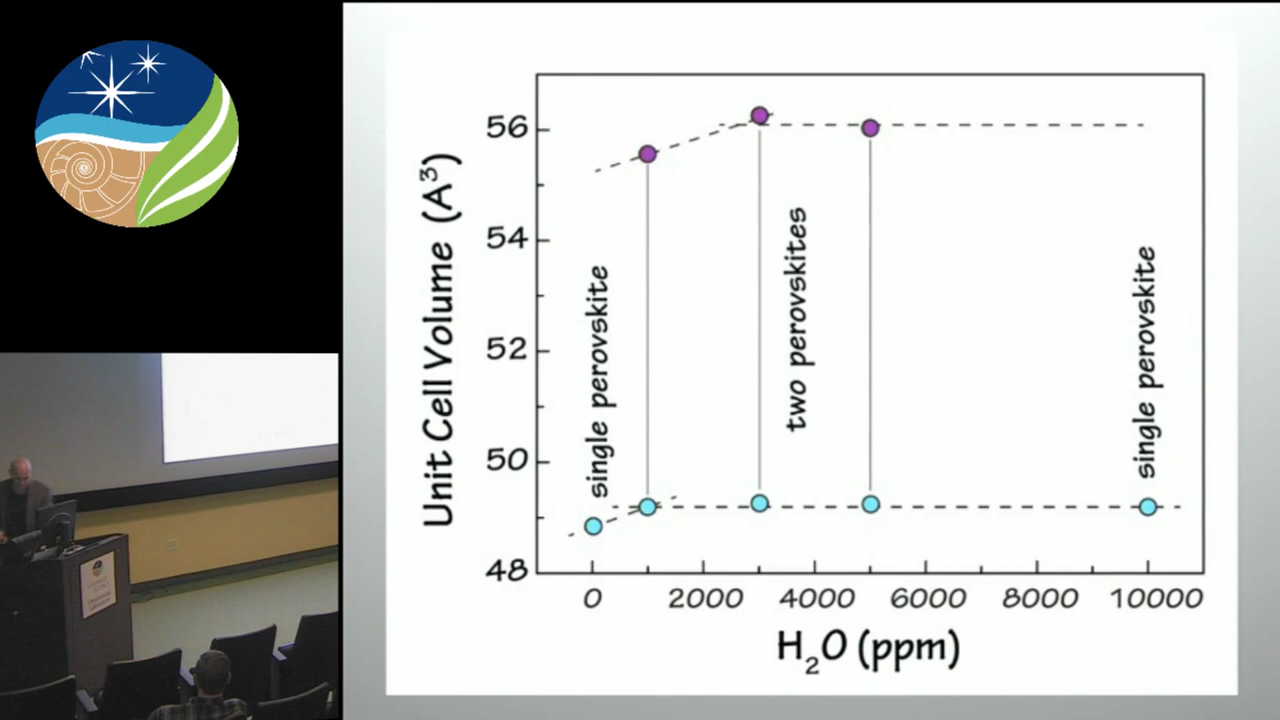 Unit Cell Volume (A³)
56
54
52
50
48
single perovskite
two perovskites
single perovskite
0 2000 4000 6000 8000 10000
H₂O (ppm)